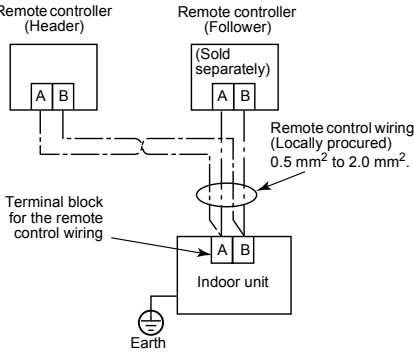 Remote controller
(Header)
Remote controller
(Follower)
(Sold
separately)
A B
A B
Remote control wiring
(Locally procured)
0.5 mm² to 2.0 mm².
Terminal block
for the remote
control wiring
A B
Indoor unit
Earth